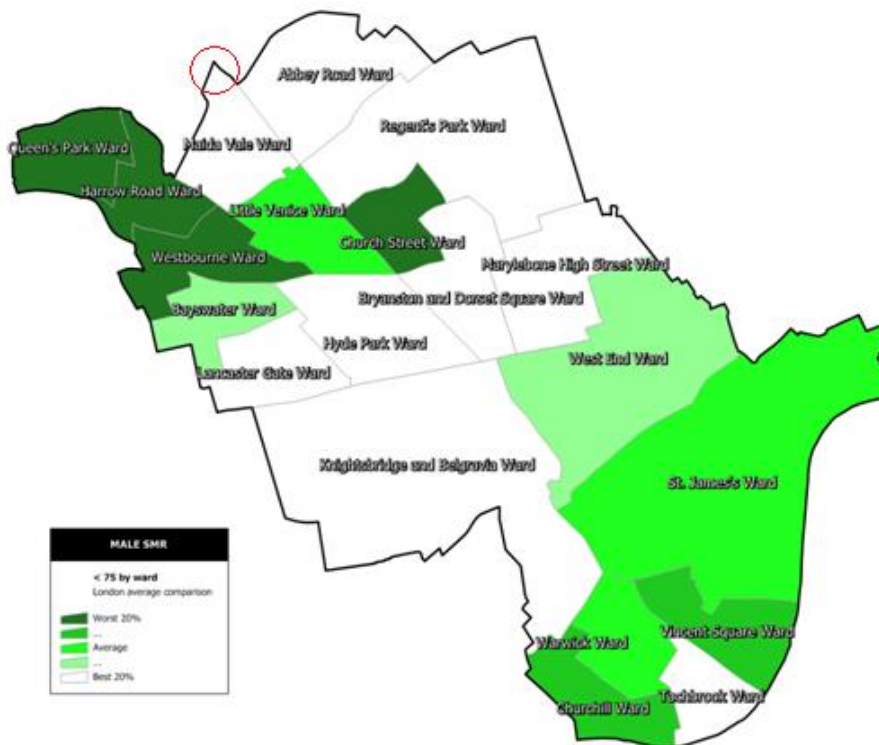 Abbey Road Ward
Regent's Park Ward
Maida Vale Ward
Queen's Park Ward
Harrow Road Ward
Little Venice Ward
Church Street Ward
Westbourne Ward
Marylebone High Street Ward
Bryanston and Dorset Square Ward
Bayswater Ward
Hyde Park Ward
West End Ward
Lancaster Gate Ward
Knightsbridge and Belgravia Ward
St. James's Ward
MALE SMR
< 75 by ward
London average comparison
Worst 20%
...
Average
...
Best 20%
Vincent Square Ward
Warwick Ward
Tachbrook Ward
Churchill Ward